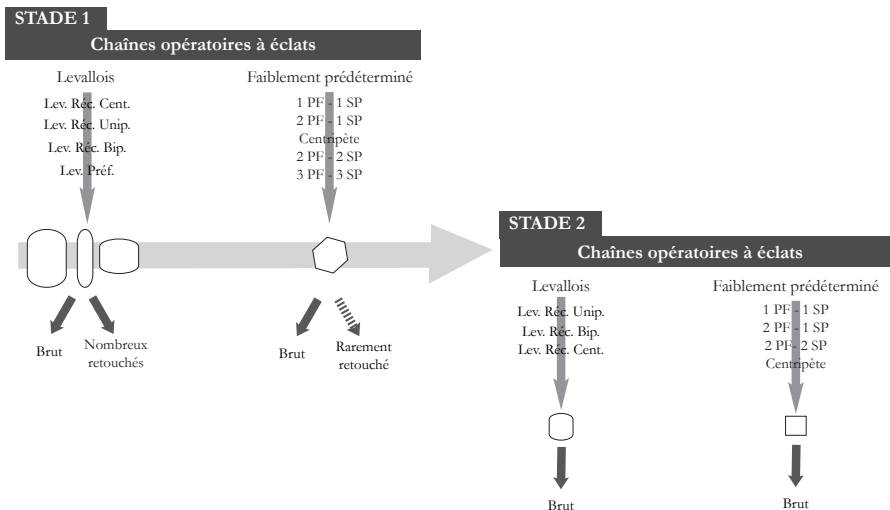 STADE 1
Chaînes opératoires à éclats
Levallois
Lev. Réc. Cent.
Lev. Réc. Unip.
Lev. Réc. Bip.
Lev. Préf.
Faiblement prédéterminé
1 PF - 1 SP
2 PF - 1 SP
Centripète
2 PF - 2 SP
3 PF - 3 SP
Brut
Nombreux
retouchés
Brut
Rarement
retouché
STADE 2
Chaînes opératoires à éclats
Levallois
Lev. Réc. Unip.
Lev. Réc. Bip.
Lev. Réc. Cent.
Faiblement prédéterminé
1 PF - 1 SP
2 PF - 1 SP
2 PF - 2 SP
Centripète
Brut
Brut